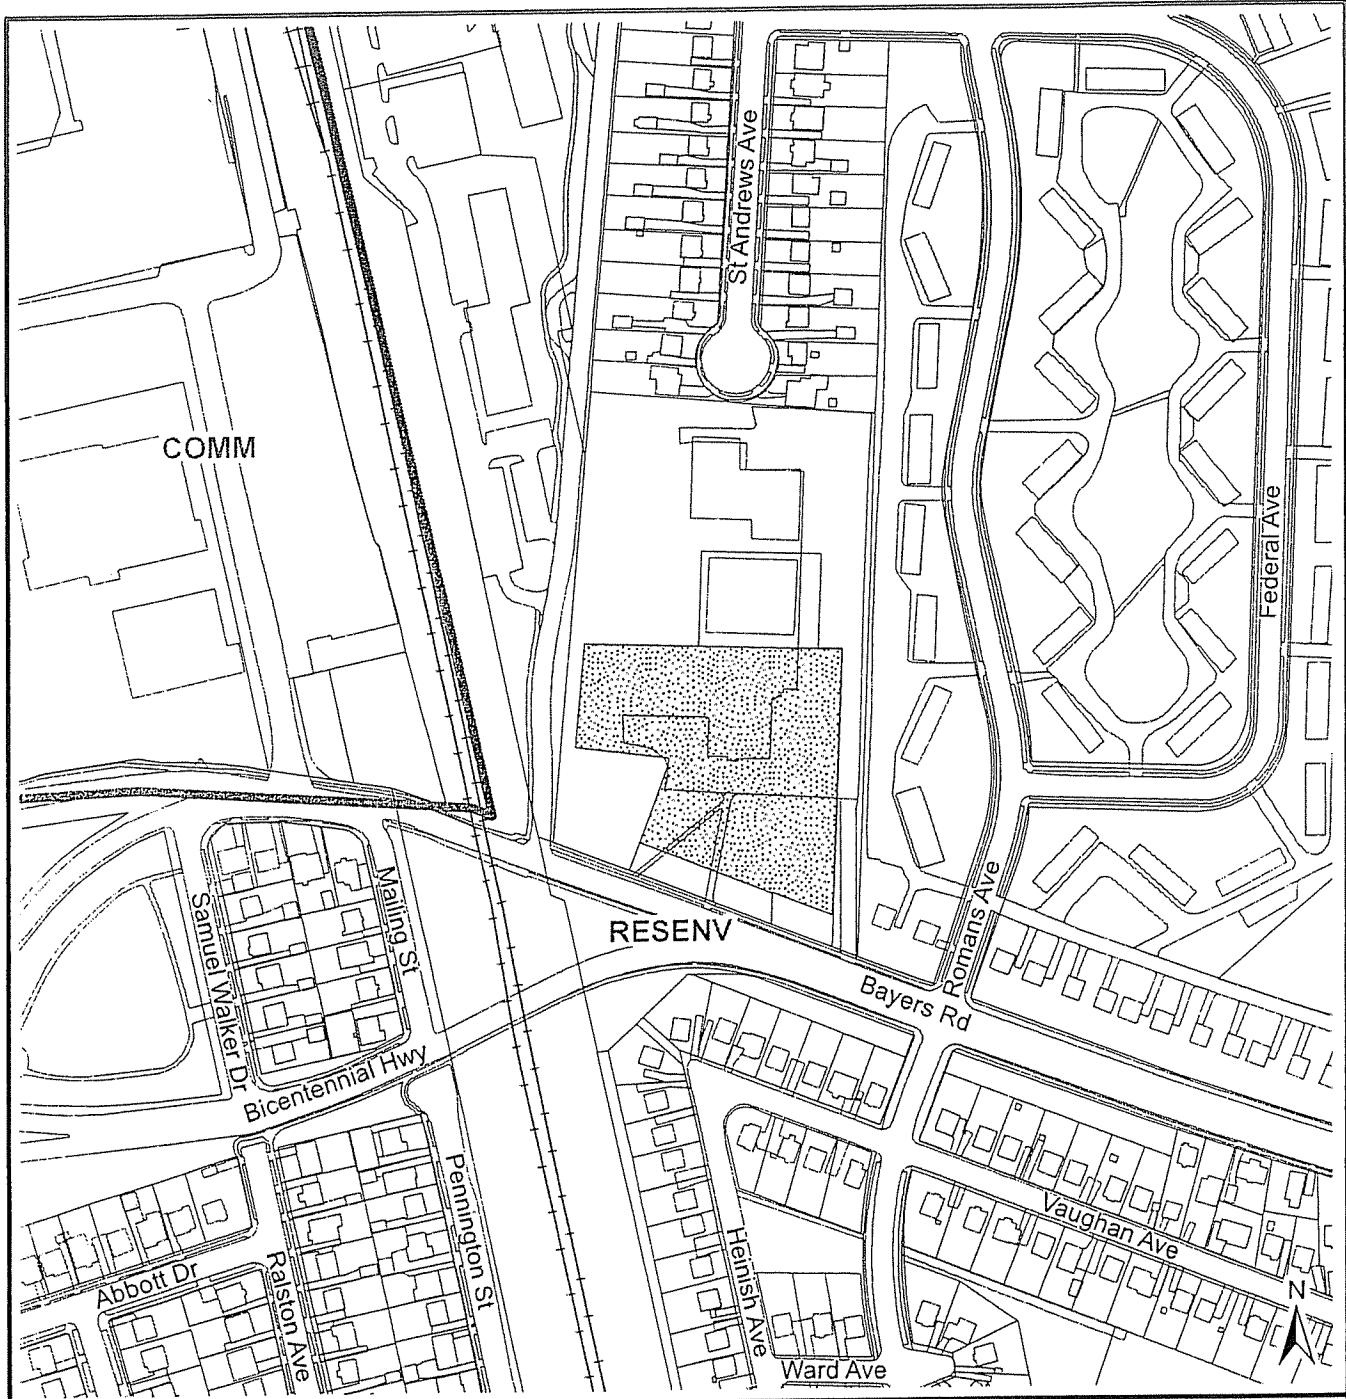 St Andrews Ave
COMM
Federal Ave
Romans Ave
RESENV
Bayers Rd
Mailing St
Samuel Walker Dr
Bicentennial Hwy
Pennington St
Vaughan Ave
Heinish Ave
Abbott Dr
Ralston Ave
Ward Ave
N